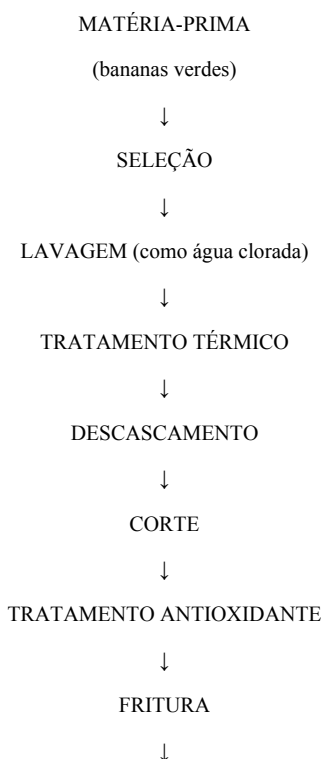 MATÉRIA-PRIMA
(bananas verdes)
↓
SELEÇÃO
↓
LAVAGEM (como água clorada)
↓
TRATAMENTO TÉRMICO
↓
DESCASCAMENTO
↓
CORTE
↓
TRATAMENTO ANTIOXIDANTE
↓
FRITURA
↓